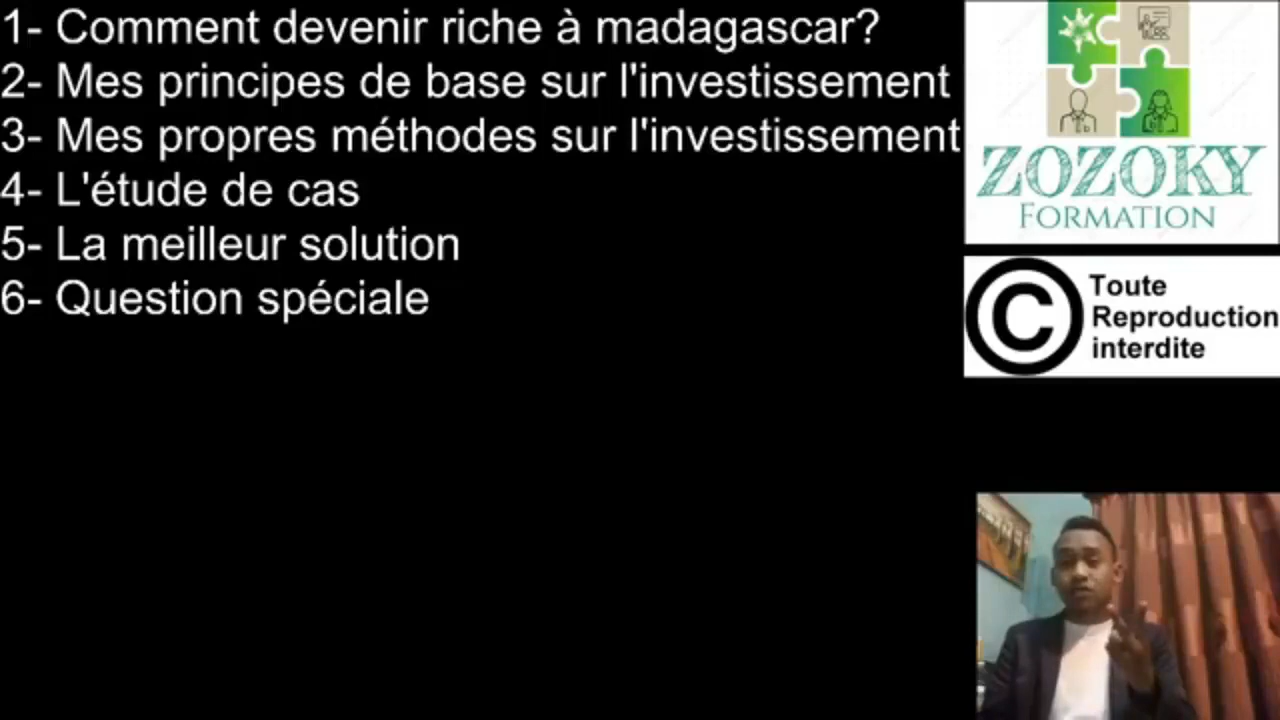 1- Comment devenir riche à madagascar?
2- Mes principes de base sur l'investissement
3- Mes propres méthodes sur l'investissement
4- L'étude de cas
5- La meilleur solution
6- Question spéciale
ZOZOKY
FORMATION
©
Toute
Reproduction
interdite